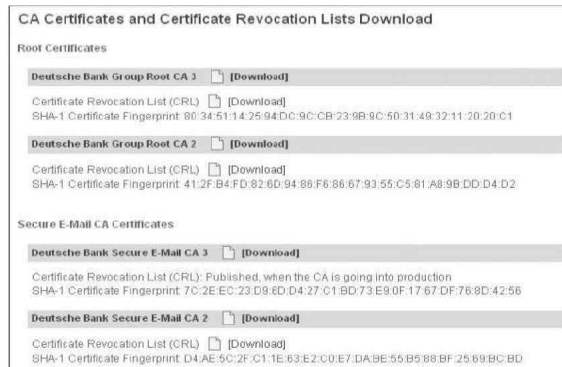 CA Certificates and Certificate Revocation Lists Download
Root Certificates
Deutsche Bank Group Root CA 3 [Download]
Certificate Revocation List (CRL) [Download]
SHA-1 Certificate Fingerprint: 80:34:51:14:25:94:DC:9C:CB:23:9B:9C:50:31:49:32:11:20:20:C1
Deutsche Bank Group Root CA 2 [Download]
Certificate Revocation List (CRL) [Download]
SHA-1 Certificate Fingerprint: 41:2F:B4:FD:82:6D:94:86:F6:86:67:93:55:C5:81:A8:9B:DD:D4:D2
Secure E-Mail CA Certificates
Deutsche Bank Secure E-Mail CA 3 [Download]
Certificate Revocation List (CRL): Published, when the CA is going into production
SHA-1 Certificate Fingerprint: 7C:2E:EC:23:D9:6D:D4:27:C1:BD:73:E9:0F:17:67:DF:76:8D:42:56
Deutsche Bank Secure E-Mail CA 2 [Download]
Certificate Revocation List (CRL) [Download]
SHA-1 Certificate Fingerprint: D4:AE:5C:2F:C1:1E:63:E2:C0:E7:DA:BE:55:B5:88:BF:25:69:BC:BD